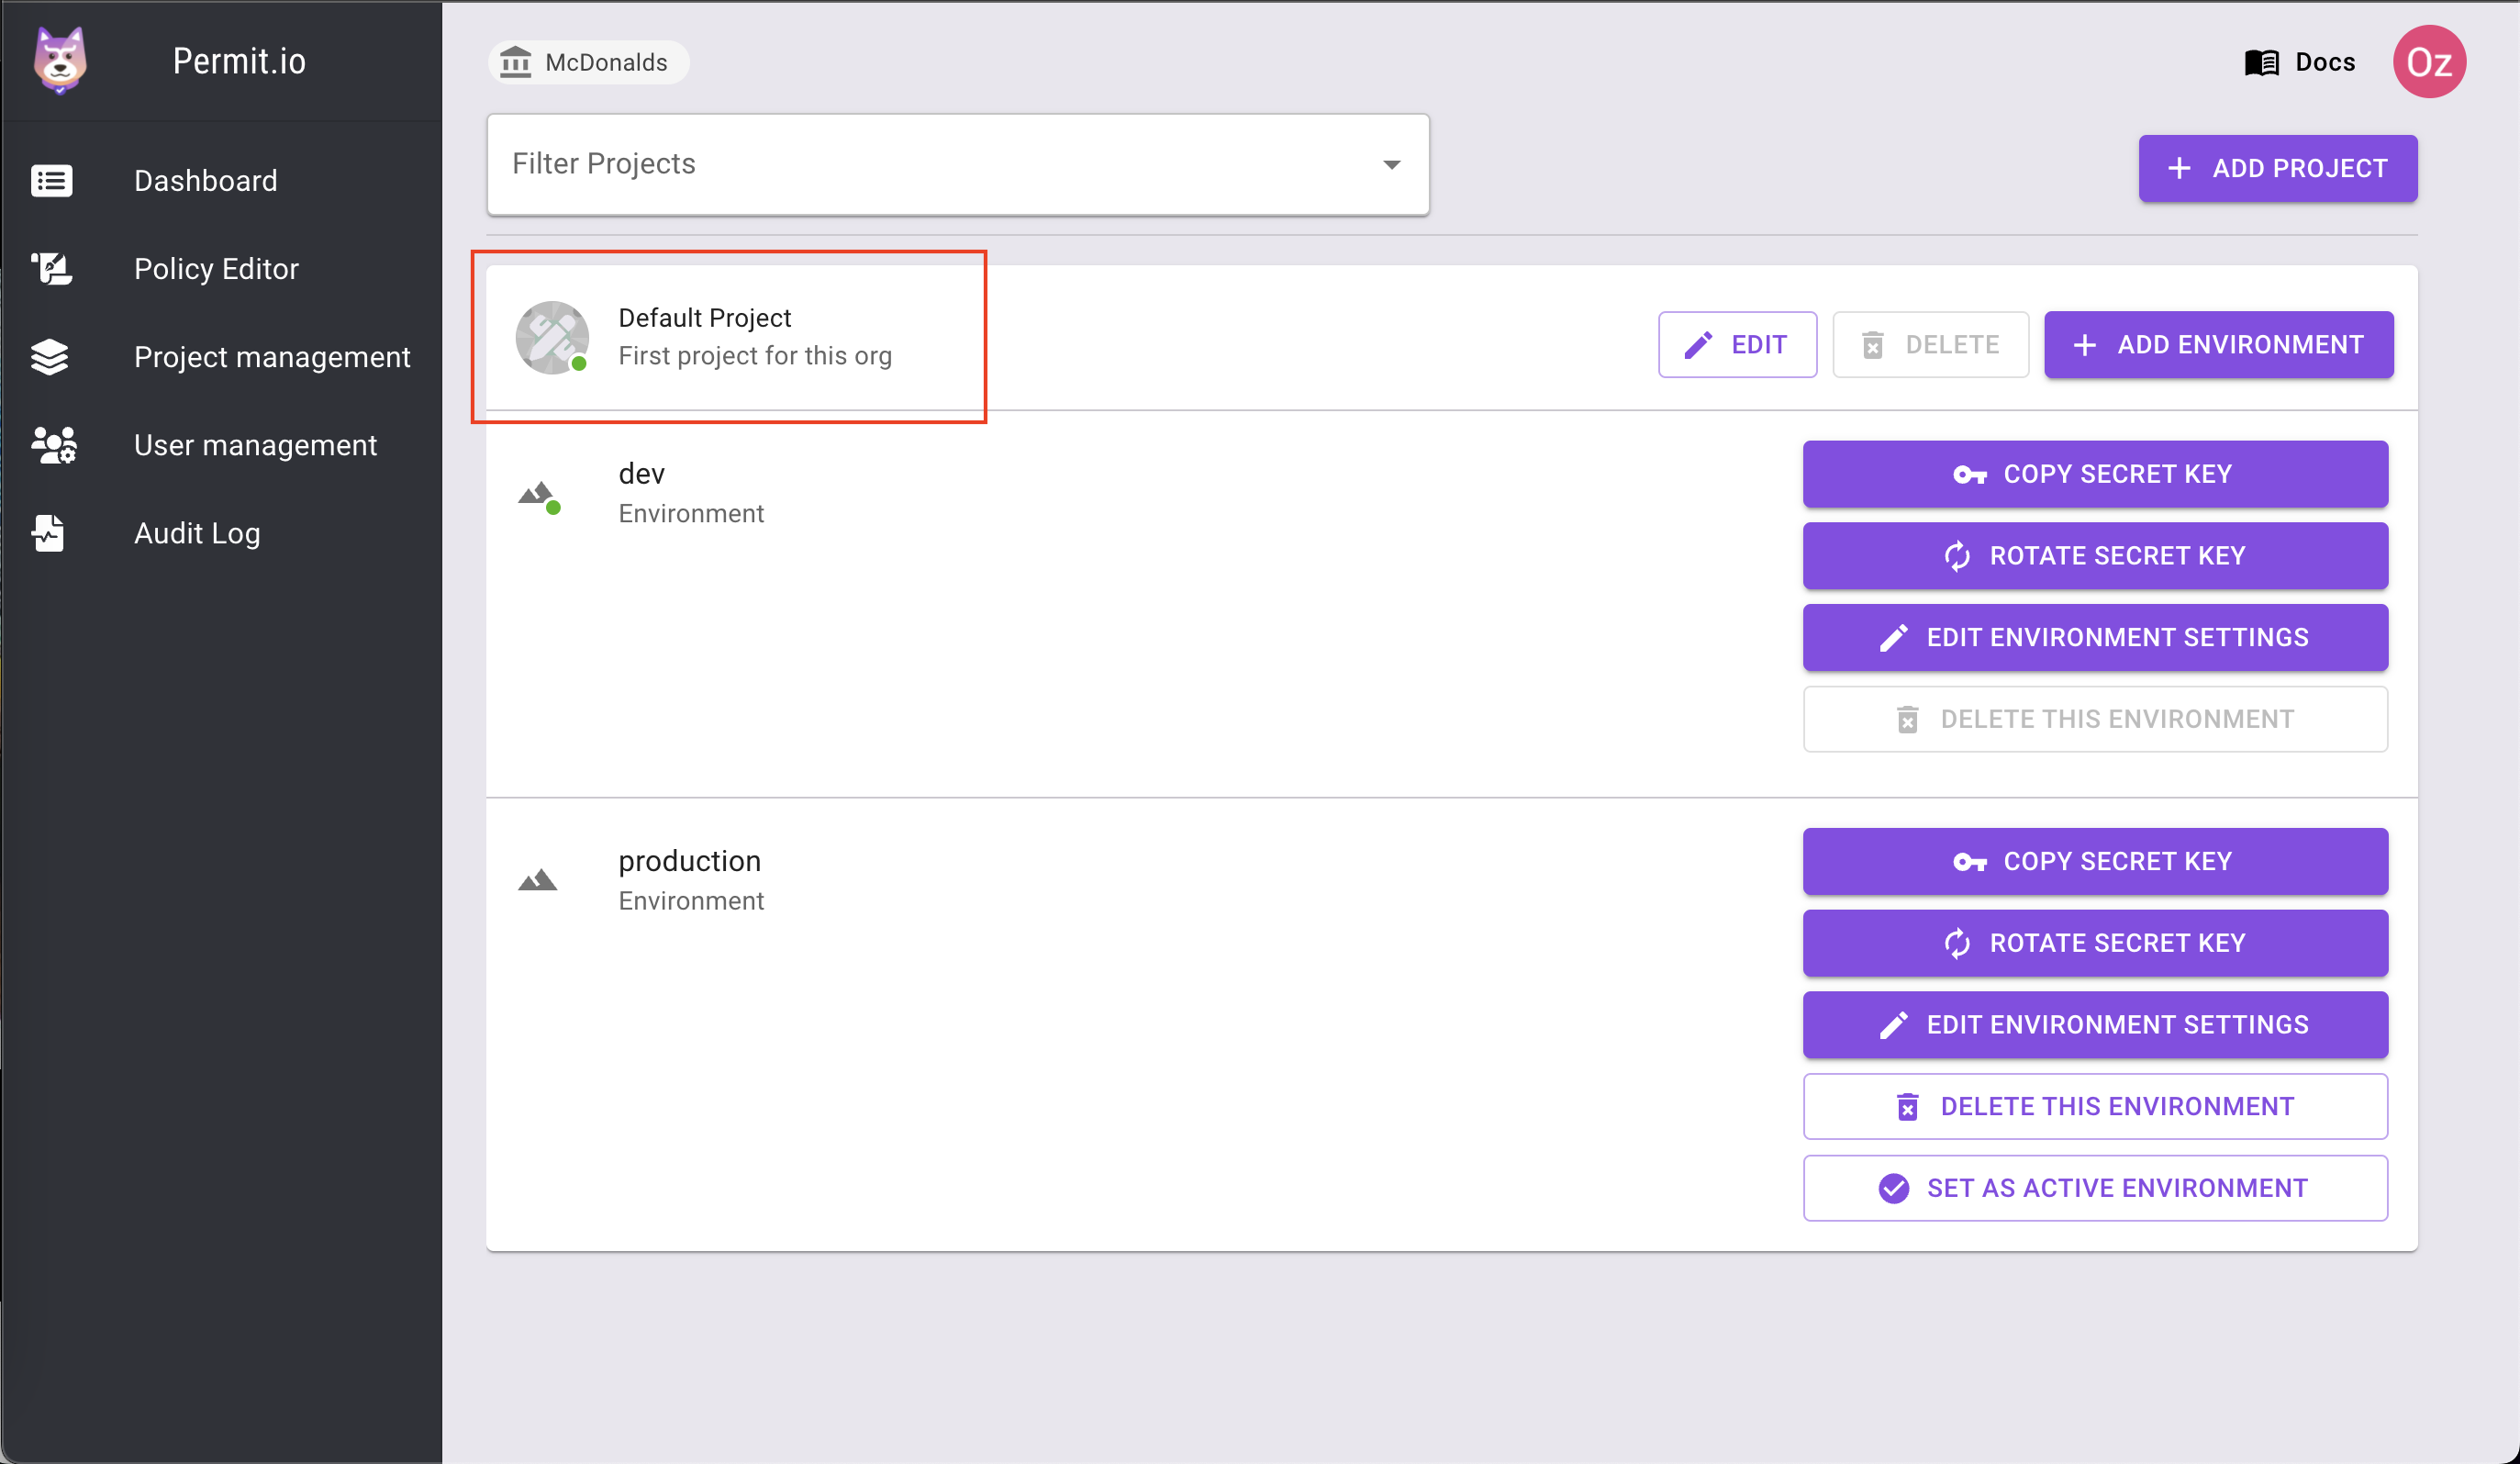 Permit.io
Dashboard
Policy Editor
Project management
User management
Audit Log
McDonalds
Docs
Oz
Filter Projects
ADD PROJECT
Default Project
First project for this org
EDIT
DELETE
ADD ENVIRONMENT
dev
Environment
COPY SECRET KEY
ROTATE SECRET KEY
EDIT ENVIRONMENT SETTINGS
DELETE THIS ENVIRONMENT
production
Environment
COPY SECRET KEY
ROTATE SECRET KEY
EDIT ENVIRONMENT SETTINGS
DELETE THIS ENVIRONMENT
SET AS ACTIVE ENVIRONMENT